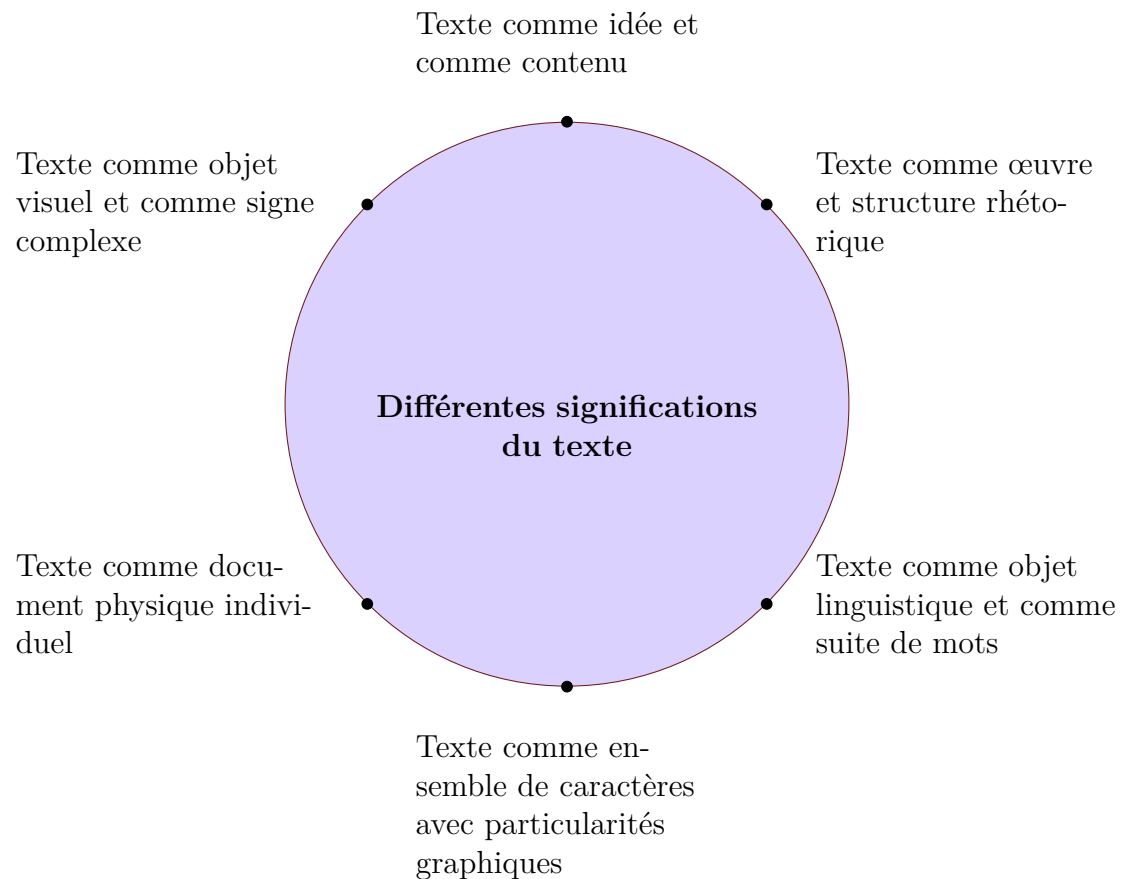 Texte comme idée et
comme contenu
Texte comme objet
visuel et comme signe
complexe
Texte comme œuvre
et structure rhéto-
rique
Différentes significations
du texte
Texte comme docu-
ment physique indivi-
duel
Texte comme objet
linguistique et comme
suite de mots
Texte comme en-
semble de caractères
avec particularités
graphiques